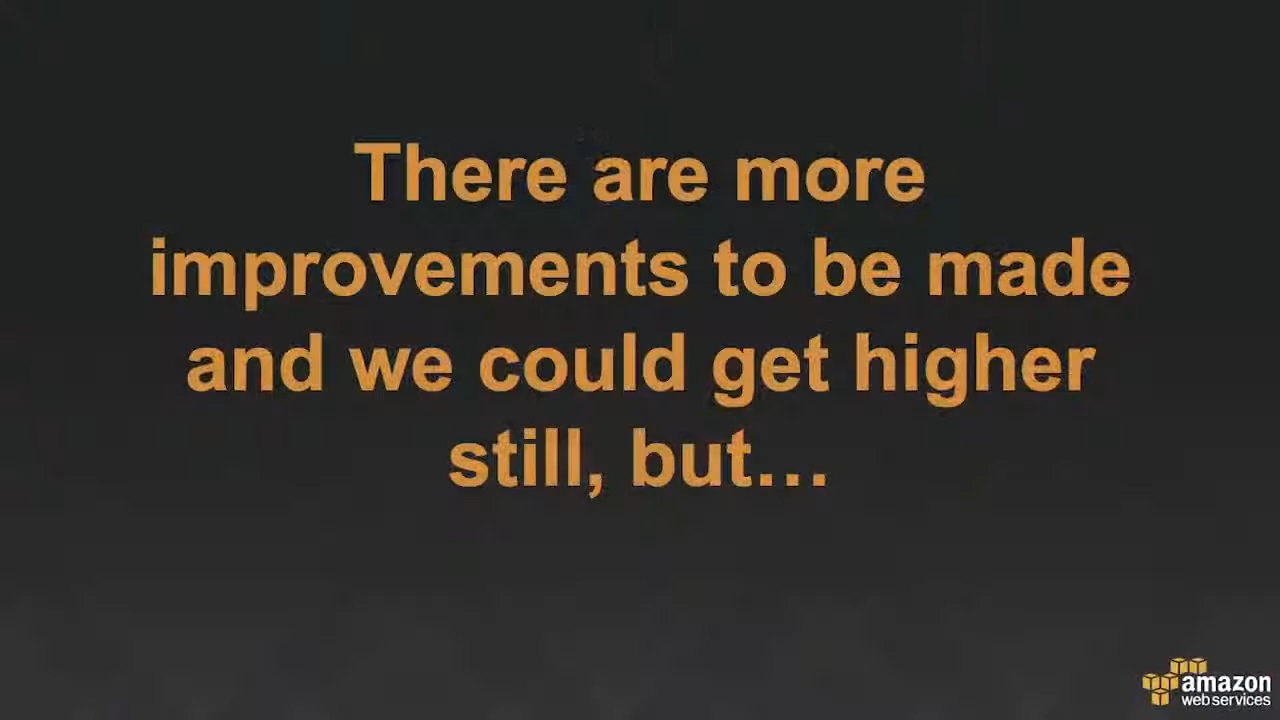 There are more
improvements to be made
and we could get higher
still, but…
amazon
webservices